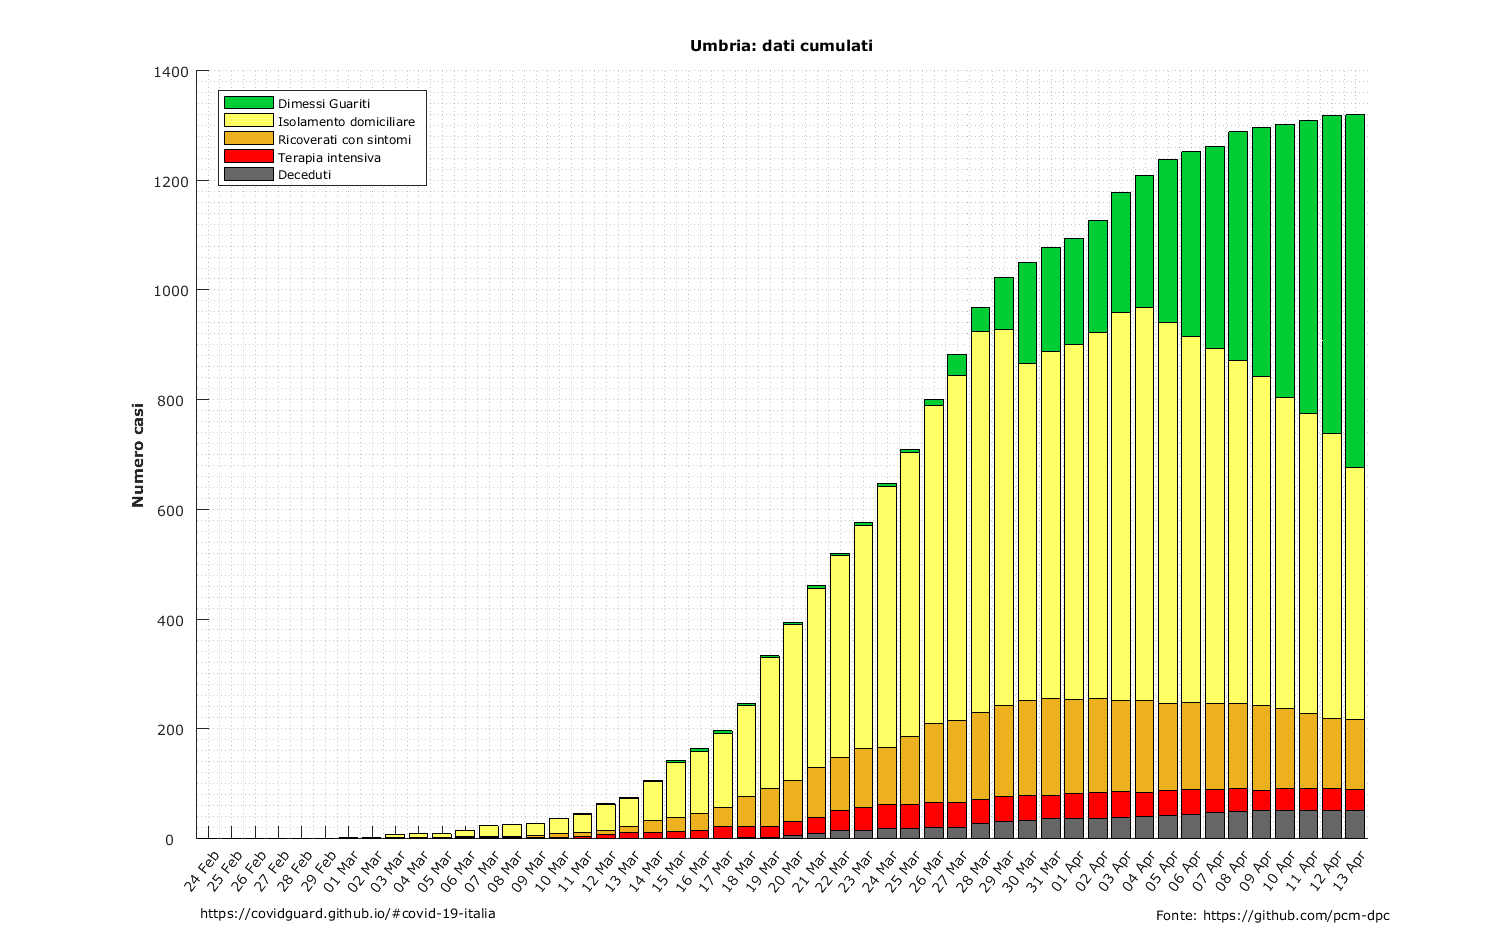 Umbria: dati cumulati
1400
1200
1000
800
600
400
200
0
Numero casi
Dimessi Guariti
Isolamento domiciliare
Ricoverati con sintomi
Terapia intensiva
Deceduti
24 Feb
25 Feb
26 Feb
27 Feb
28 Feb
29 Feb
01 Mar
02 Mar
03 Mar
04 Mar
05 Mar
06 Mar
07 Mar
08 Mar
09 Mar
10 Mar
11 Mar
12 Mar
13 Mar
14 Mar
15 Mar
16 Mar
17 Mar
18 Mar
19 Mar
20 Mar
21 Mar
22 Mar
23 Mar
24 Mar
25 Mar
26 Mar
27 Mar
28 Mar
29 Mar
30 Mar
31 Mar
01 Apr
02 Apr
03 Apr
04 Apr
05 Apr
06 Apr
07 Apr
08 Apr
09 Apr
10 Apr
11 Apr
12 Apr
13 Apr
https://covidguard.github.io/#covid-19-italia
Fonte: https://github.com/pcm-dpc